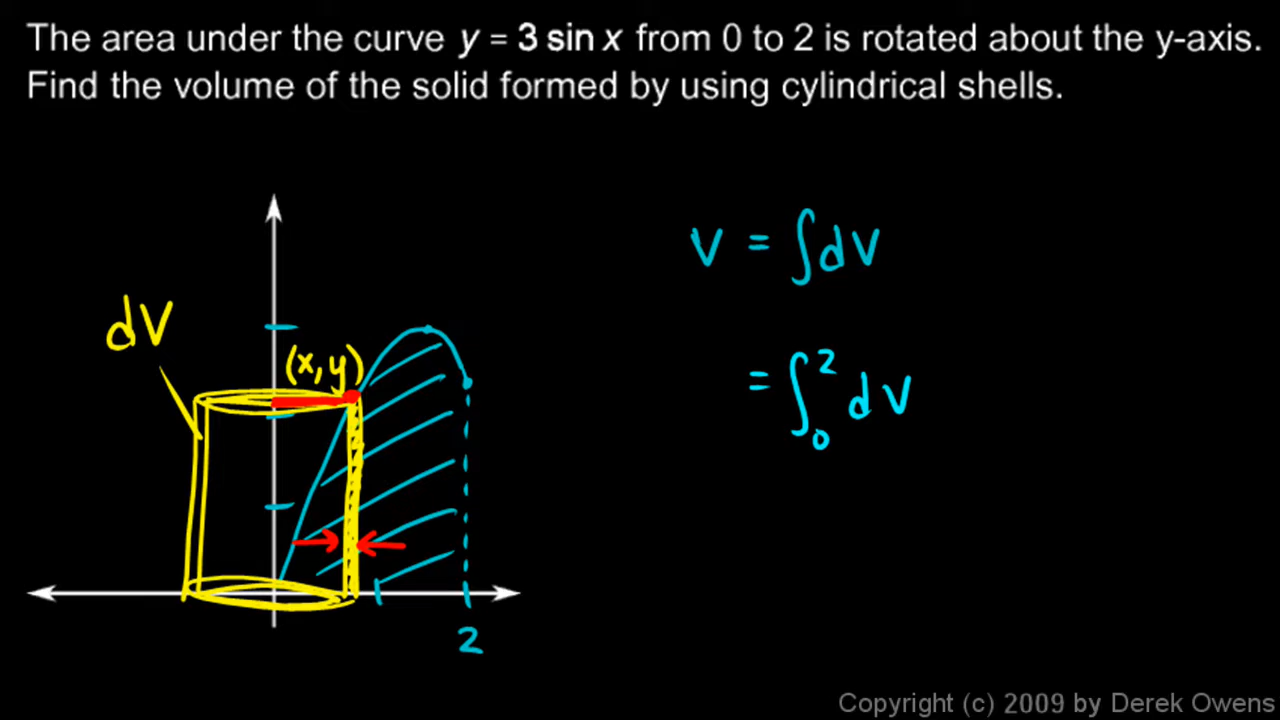 The area under the curve y = 3 sin x from 0 to 2 is rotated about the y-axis.
Find the volume of the solid formed by using cylindrical shells.
V = ∫dV
dV
(x, y)
= ∫₀² dV
1
2
Copyright (c) 2009 by Derek Owens